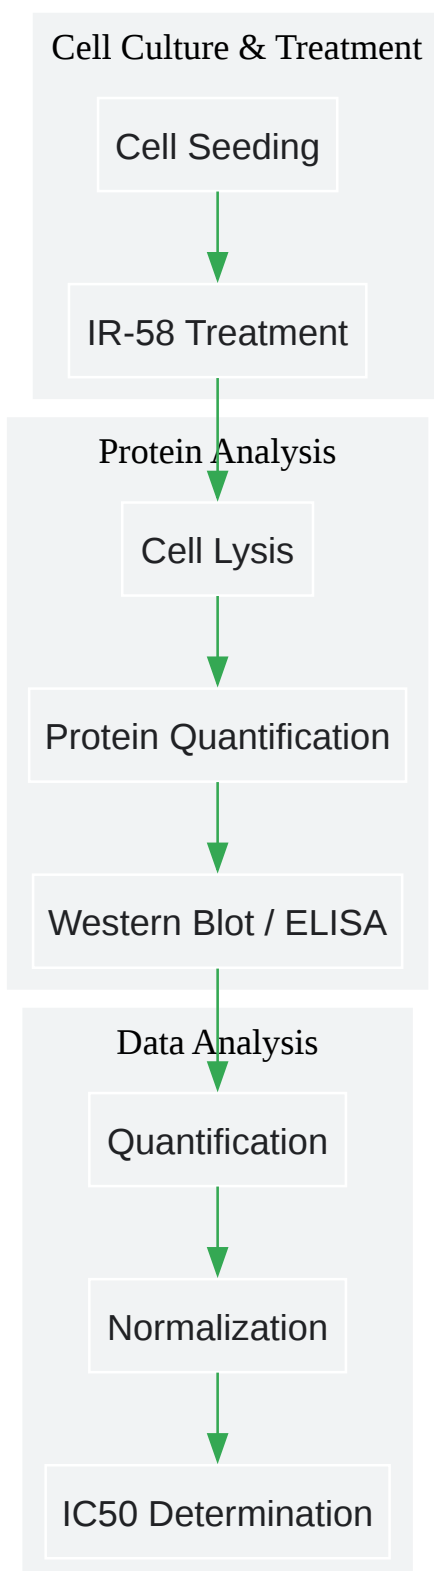 Cell Culture & Treatment
Cell Seeding
IR-58 Treatment
Protein Analysis
Cell Lysis
Protein Quantification
Western Blot / ELISA
Data Analysis
Quantification
Normalization
IC50 Determination